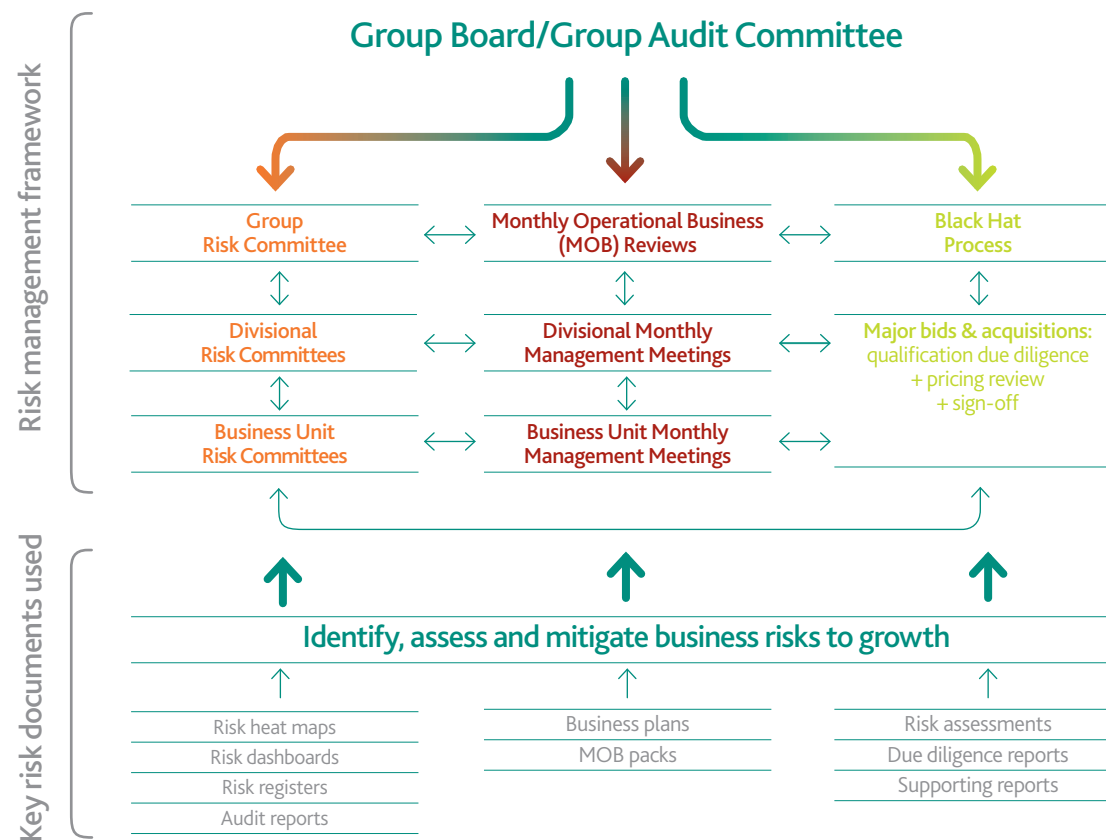 Risk management framework
Group Board/Group Audit Committee
Group
Risk Committee
Monthly Operational Business
(MOB) Reviews
Black Hat
Process
Divisional
Risk Committees
Divisional Monthly
Management Meetings
Major bids & acquisitions:
qualification due diligence
+ pricing review
+ sign-off
Business Unit
Risk Committees
Business Unit Monthly
Management Meetings
Key risk documents used
Identify, assess and mitigate business risks to growth
Risk heat maps
Risk dashboards
Risk registers
Audit reports
Business plans
MOB packs
Risk assessments
Due diligence reports
Supporting reports